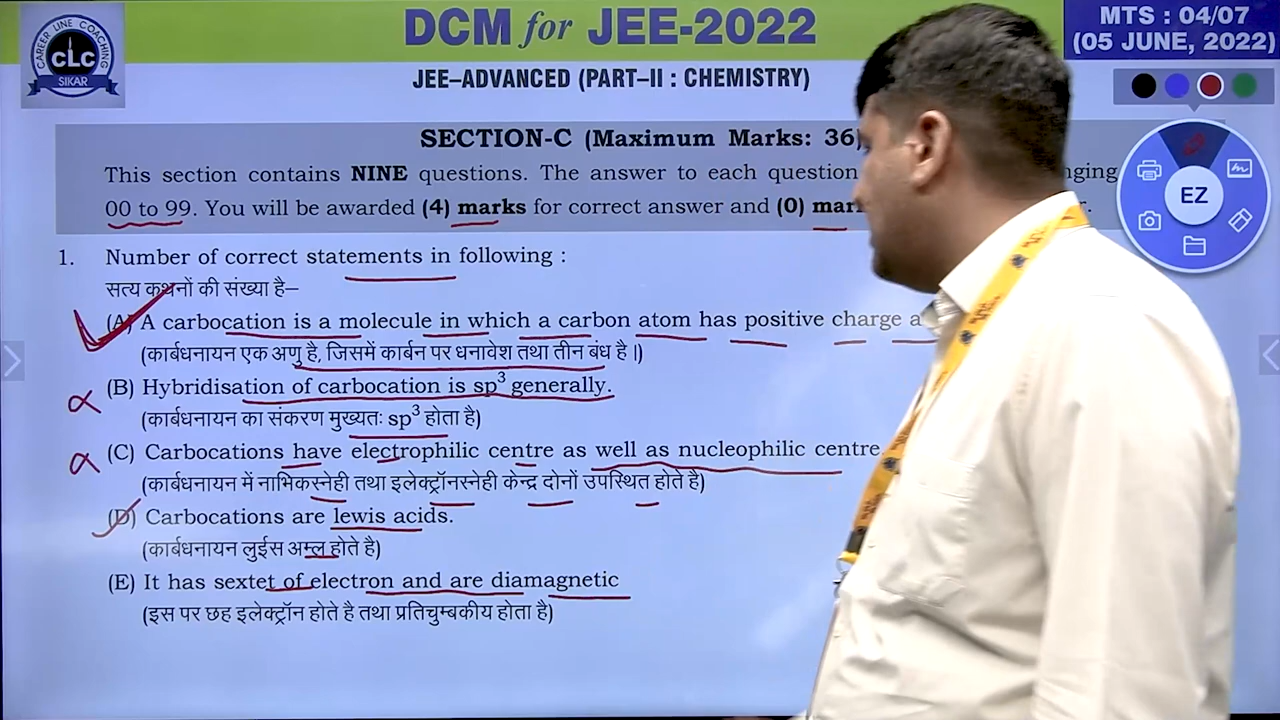 CAREER LINE COACHING
CLC
SIKAR
DCM for JEE-2022
MTS : 04/07
(05 JUNE, 2022)
JEE–ADVANCED (PART–II : CHEMISTRY)
SECTION-C (Maximum Marks: 36)
This section contains NINE questions. The answer to each question
00 to 99. You will be awarded (4) marks for correct answer and (0)
EZ
1. Number of correct statements in following :
सत्य कथनों की संख्या है–
(A) A carbocation is a molecule in which a carbon atom has positive charge
(कार्बधनायन एक अणु है, जिसमें कार्बन पर धनावेश तथा तीन बंध है।)
(B) Hybridisation of carbocation is sp³ generally.
(कार्बधनायन का संकरण मुख्यतः sp³ होता है)
(C) Carbocations have electrophilic centre as well as nucleophilic centre
(कार्बधनायन में नाभिकस्नेही तथा इलेक्ट्रॉनस्नेही केन्द्र दोनों उपस्थित होते है)
(D) Carbocations are lewis acids.
(कार्बधनायन लुईस अम्ल होते है)
(E) It has sextet of electron and are diamagnetic
(इस पर छह इलेक्ट्रॉन होते है तथा प्रतिचुम्बकीय होता है)